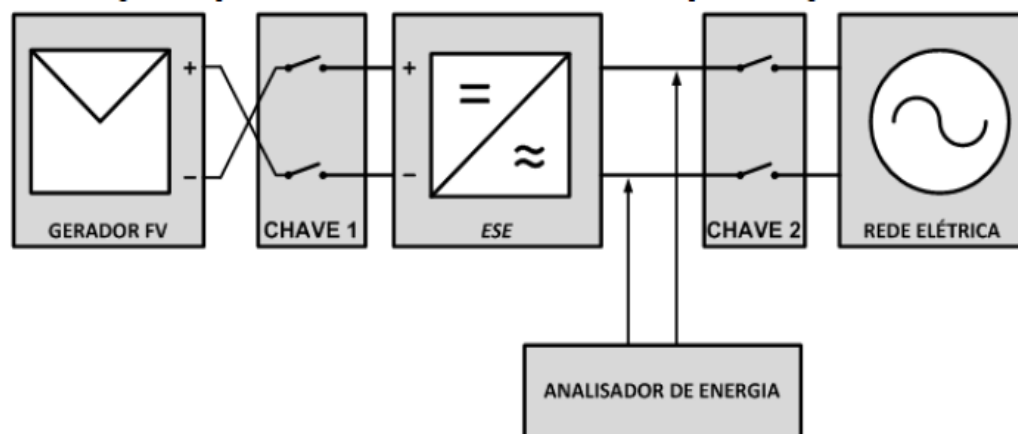 +
−
GERADOR FV
CHAVE 1
+
−
=
≈
ESE
CHAVE 2
REDE ELÉTRICA
ANALISADOR DE ENERGIA